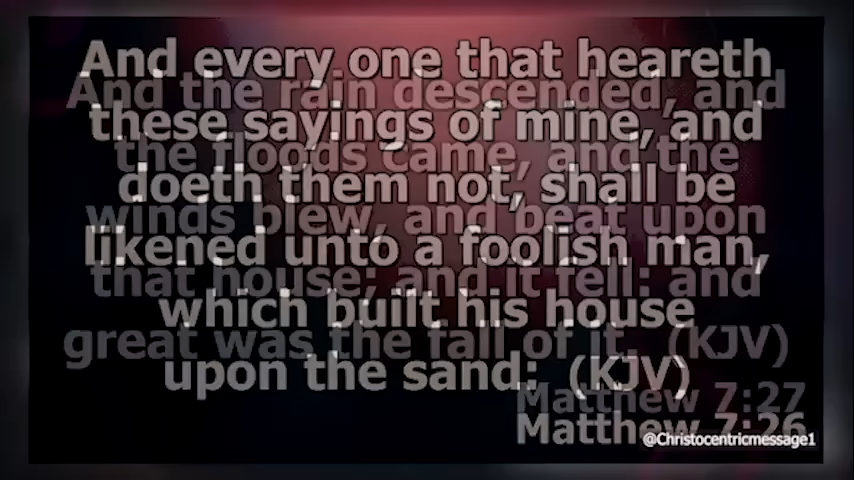 And every one that heareth
And the rain descended, and
these sayings of mine, and
the floods came, and the
doeth them not, shall be
winds blew, and beat upon
likened unto a foolish man,
that house; and it fell: and
which built his house
great was the fall of it. (KJV)
upon the sand: (KJV)
Matthew 7:27
Matthew 7:26
@Christocentricmessage1